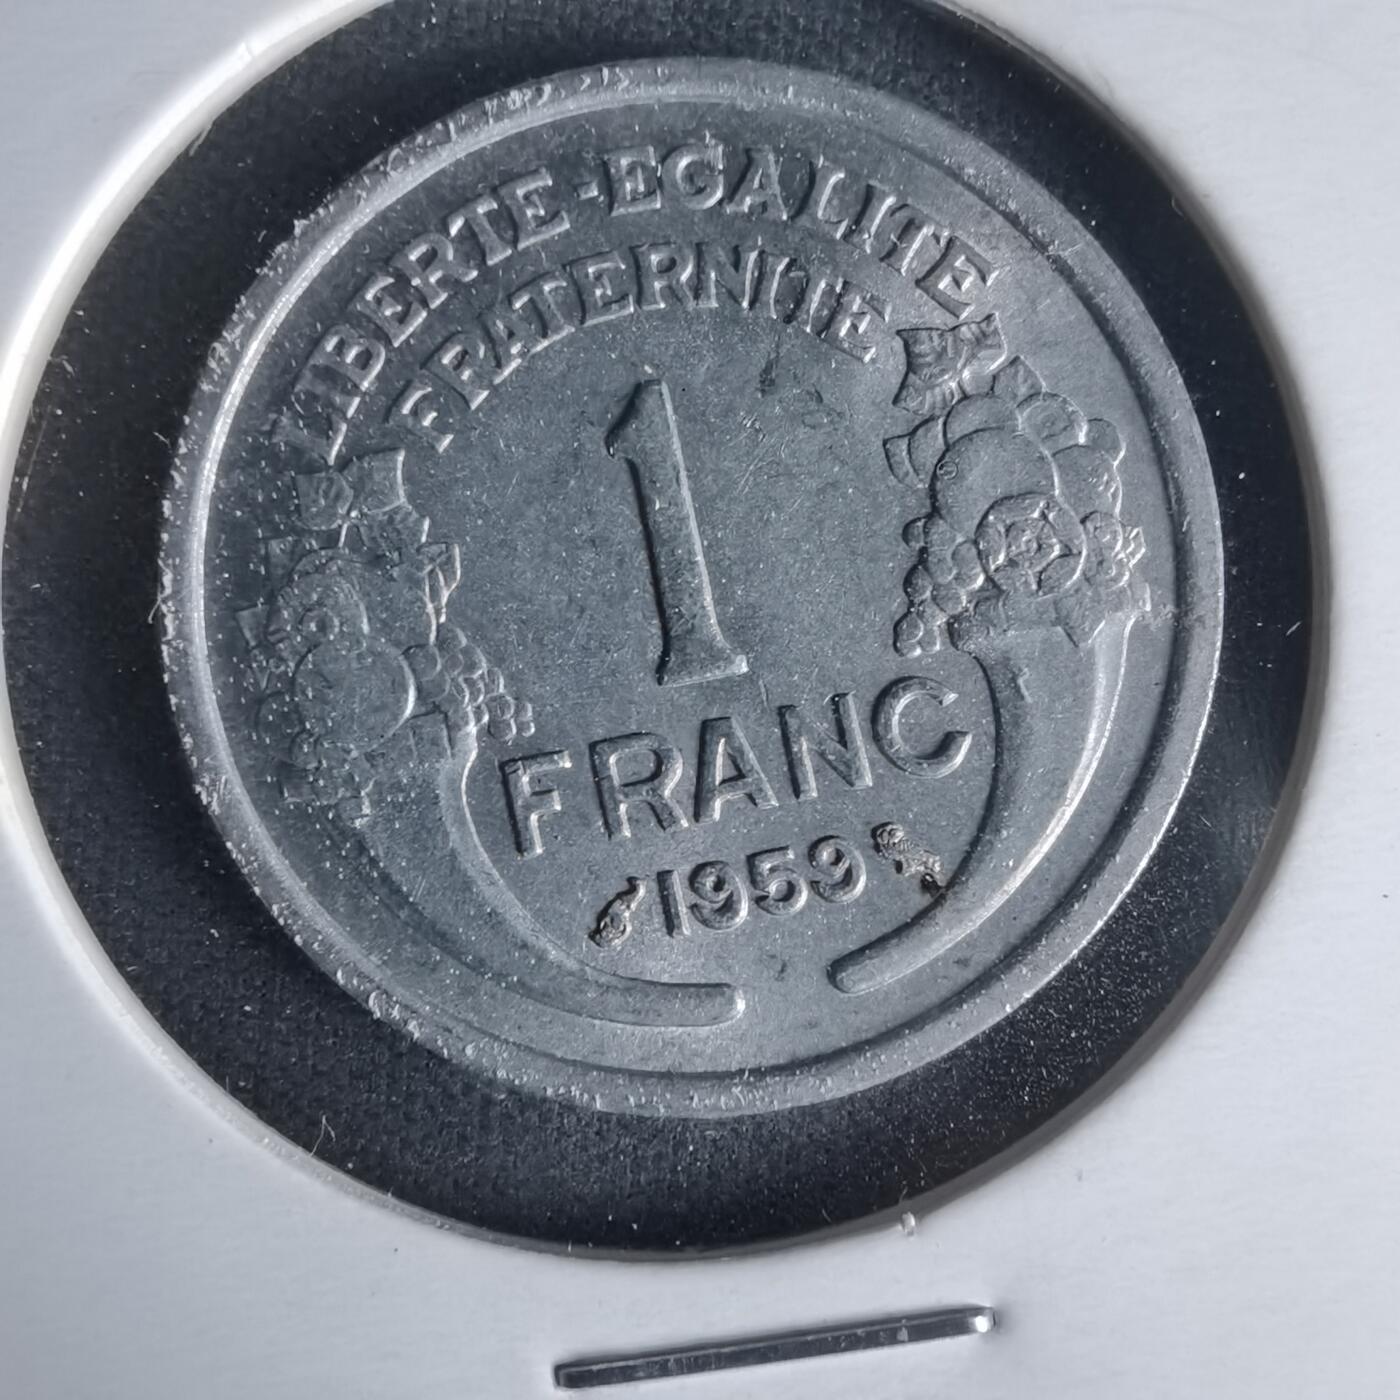 LIBERTE-EGALITE
FRATERNITE
1
FRANC
1959